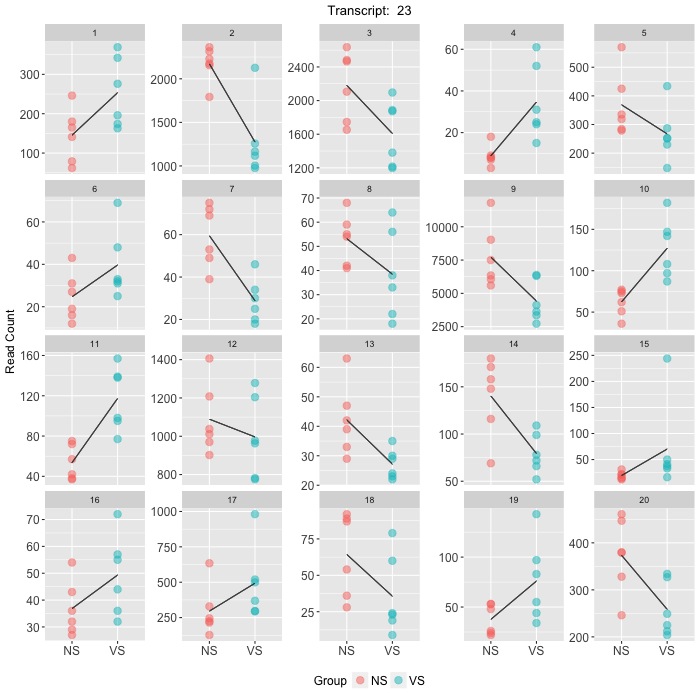 Transcript: 23
1 2 3 4 5
300 200 100
2000 1500 1000
2400 2000 1600 1200
60 40 20
500 400 300 200
6 7 8 9 10
60 40 20
60 40 20
70 60 50 40 30 20
10000 7500 5000 2500
150 100 50
11 12 13 14 15
160 120 80 40
1400 1200 1000 800
60 50 40 30 20
150 100 50
250 200 150 100 50
16 17 18 19 20
70 60 50 40 30
1000 750 500 250
75 50 25
100 50
400 300 200
NS VS NS VS NS VS NS VS NS VS
Read Count
Group NS VS